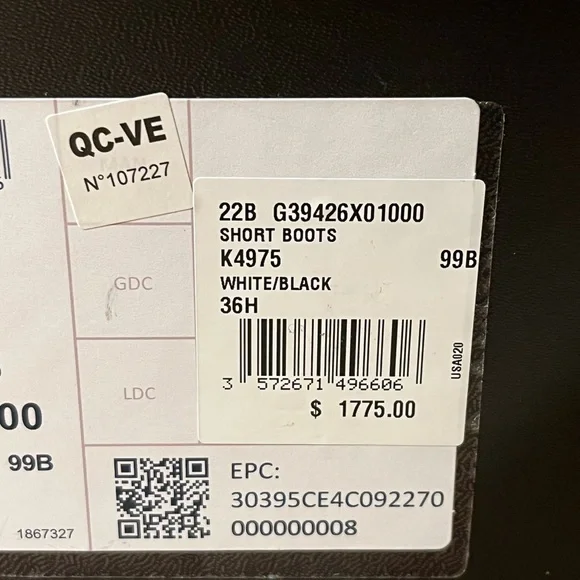 QC-VE
N°107227
22B G39426X01000
SHORT BOOTS
K4975 99B
WHITE/BLACK
36H
3 572671 496606
USA020
$ 1775.00
GDC
LDC
00
99B
1867327
EPC:
30395CE4C092270
000000008